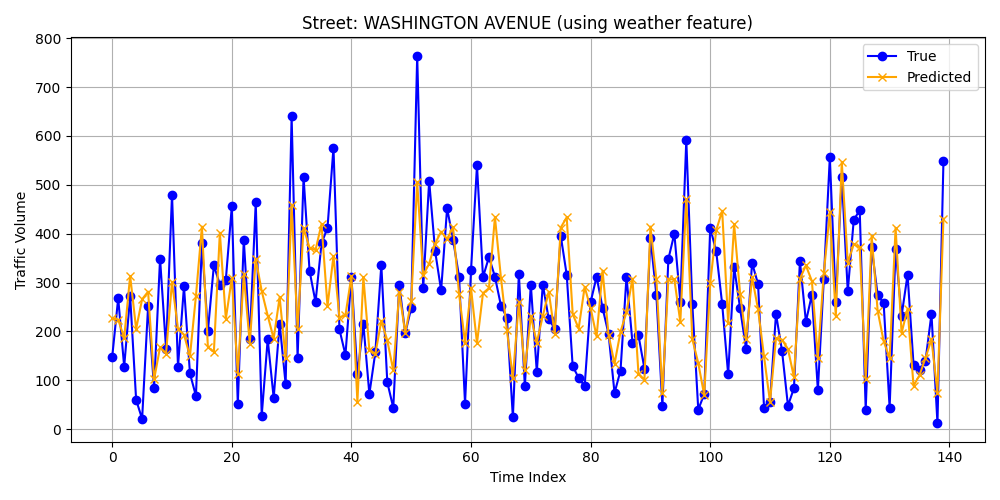 Street: WASHINGTON AVENUE (using weather feature)
True
Predicted
800
700
600
500
400
300
200
100
0
Traffic Volume
0 20 40 60 80 100 120 140
Time Index